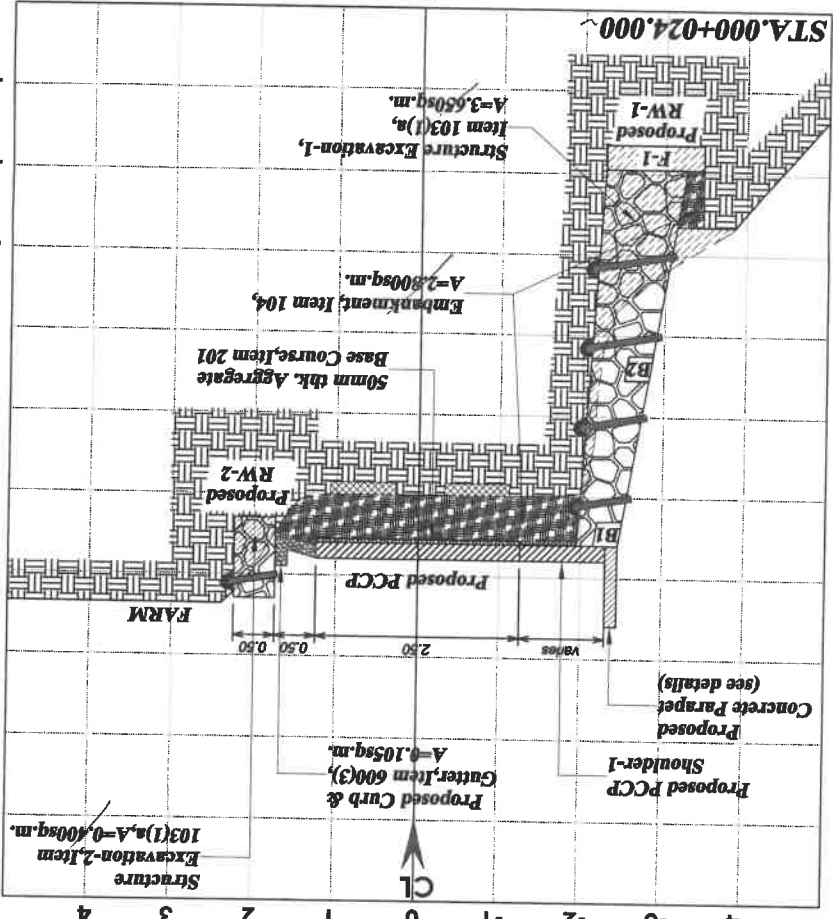 -2 -1 0 1 2 3 4
CL
Structure
Excavation-2,Item
103(1)a,A=0.400sq.m.
Proposed PCCP
Shoulder-1
Proposed Curb &
Gutter,Item 600(3),
A=0.105sq.m.
Proposed
Concrete Parapet
(see details)
varies
2.50
0.50
0.50
FARM
Proposed PCCP
B1
Proposed
RW-2
50mm thk. Aggregate
Base Course,Item 201
B2
Embankment, Item 104,
A=2.800sq.m.
Structure Excavation-1,
Item 103(1)a,
A=3.650sq.m.
F-1
Proposed
RW-1
STA.000+024.000